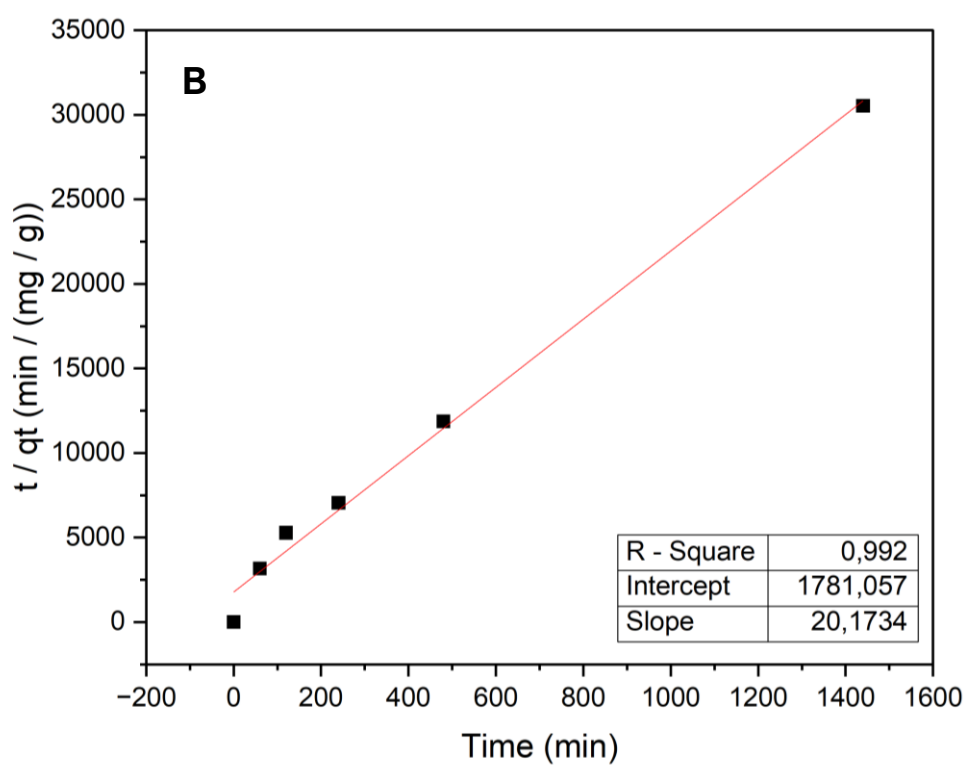 B
35000
30000
25000
20000
15000
10000
5000
0
t / qt (min / (mg / g))
R - Square 0,992
Intercept 1781,057
Slope 20,1734
−200 0 200 400 600 800 1000 1200 1400 1600
Time (min)